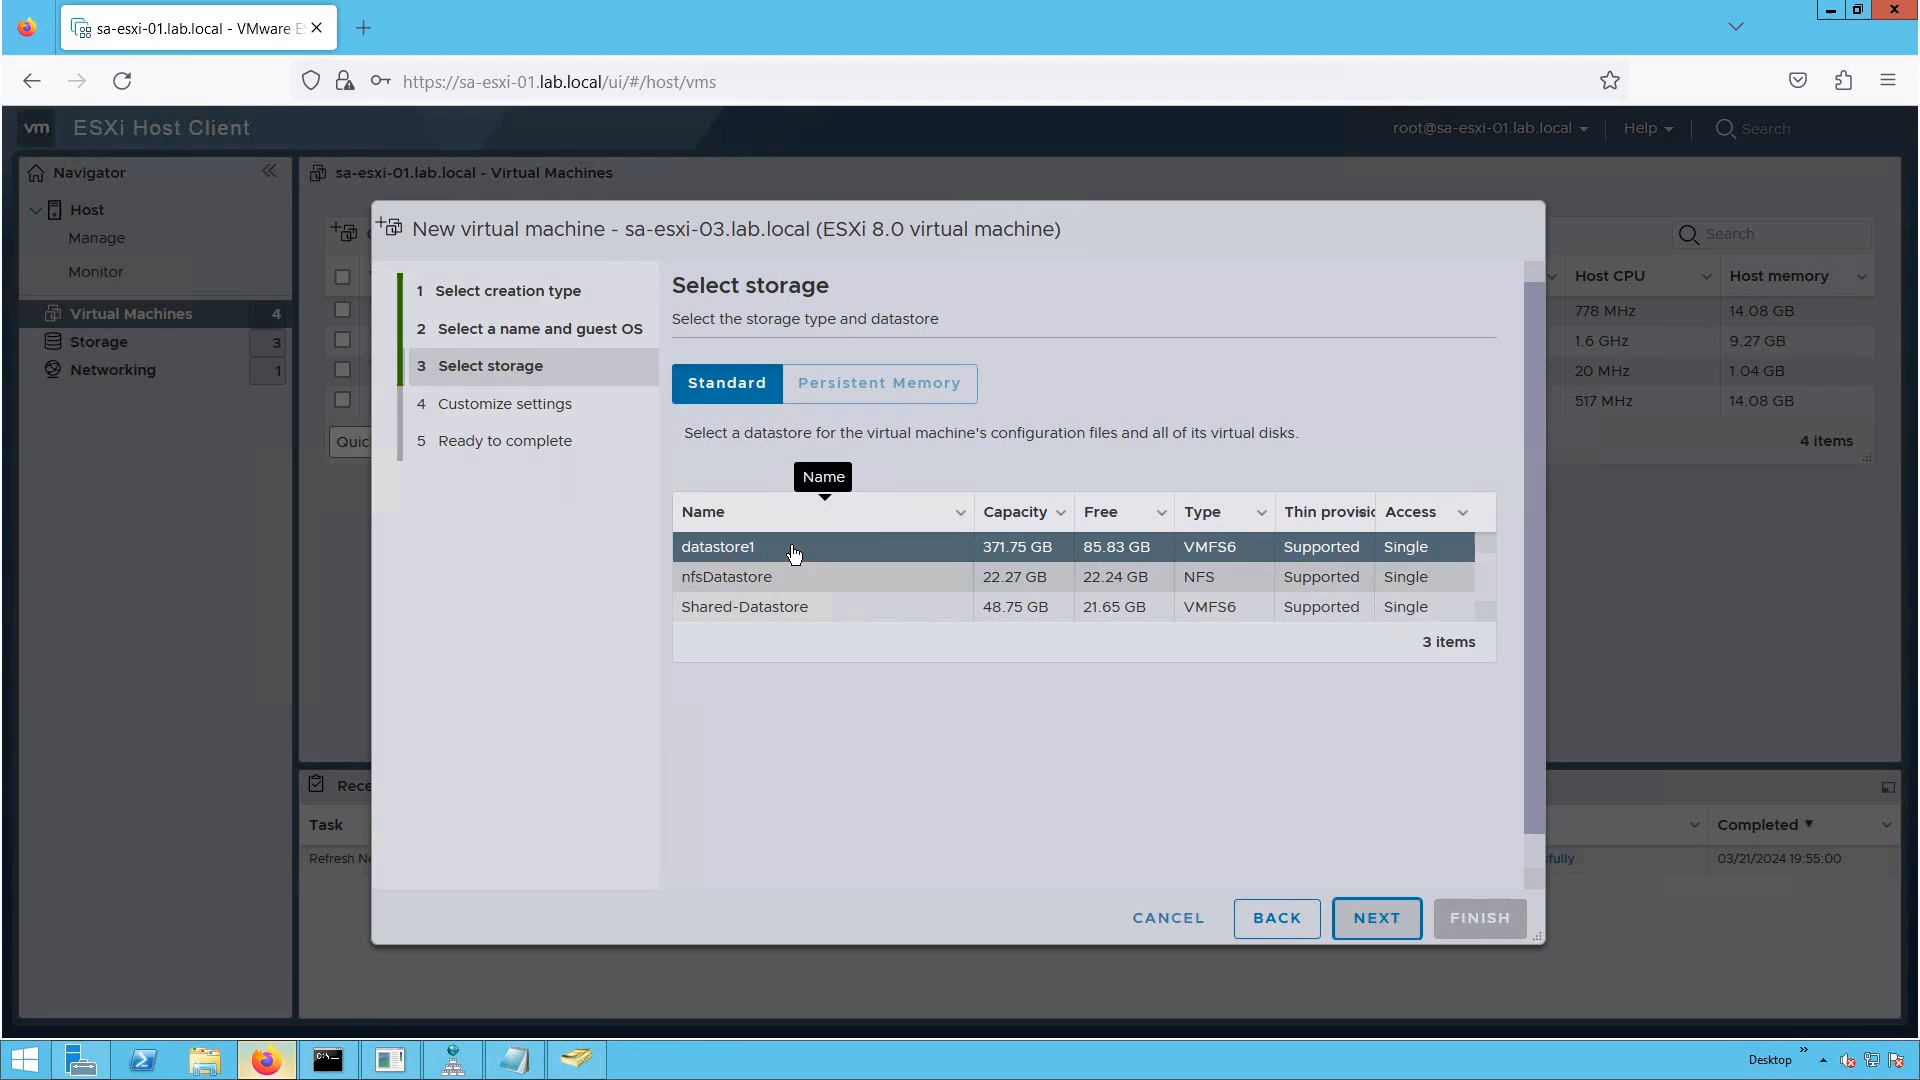 sa-esxi-01.lab.local - VMware ES
https://sa-esxi-01.lab.local/ui/#/host/vms
vm ESXi Host Client
root@sa-esxi-01.lab.local
Help
Search
Navigator
Host
Manage
Monitor
Virtual Machines 4
Storage 3
Networking 1
sa-esxi-01.lab.local - Virtual Machines
Search
Host CPU Host memory
778 MHz 14.08 GB
1.6 GHz 9.27 GB
20 MHz 1.04 GB
517 MHz 14.08 GB
Quic
4 items
New virtual machine - sa-esxi-03.lab.local (ESXi 8.0 virtual machine)
1 Select creation type
2 Select a name and guest OS
3 Select storage
4 Customize settings
5 Ready to complete
Select storage
Select the storage type and datastore
Standard Persistent Memory
Select a datastore for the virtual machine's configuration files and all of its virtual disks.
Name
Name Capacity Free Type Thin provisic Access
datastore1 371.75 GB 85.83 GB VMFS6 Supported Single
nfsDatastore 22.27 GB 22.24 GB NFS Supported Single
Shared-Datastore 48.75 GB 21.65 GB VMFS6 Supported Single
3 items
CANCEL BACK NEXT FINISH
Rece
Task Completed
Refresh Ne sfully 03/21/2024 19:55:00
Desktop